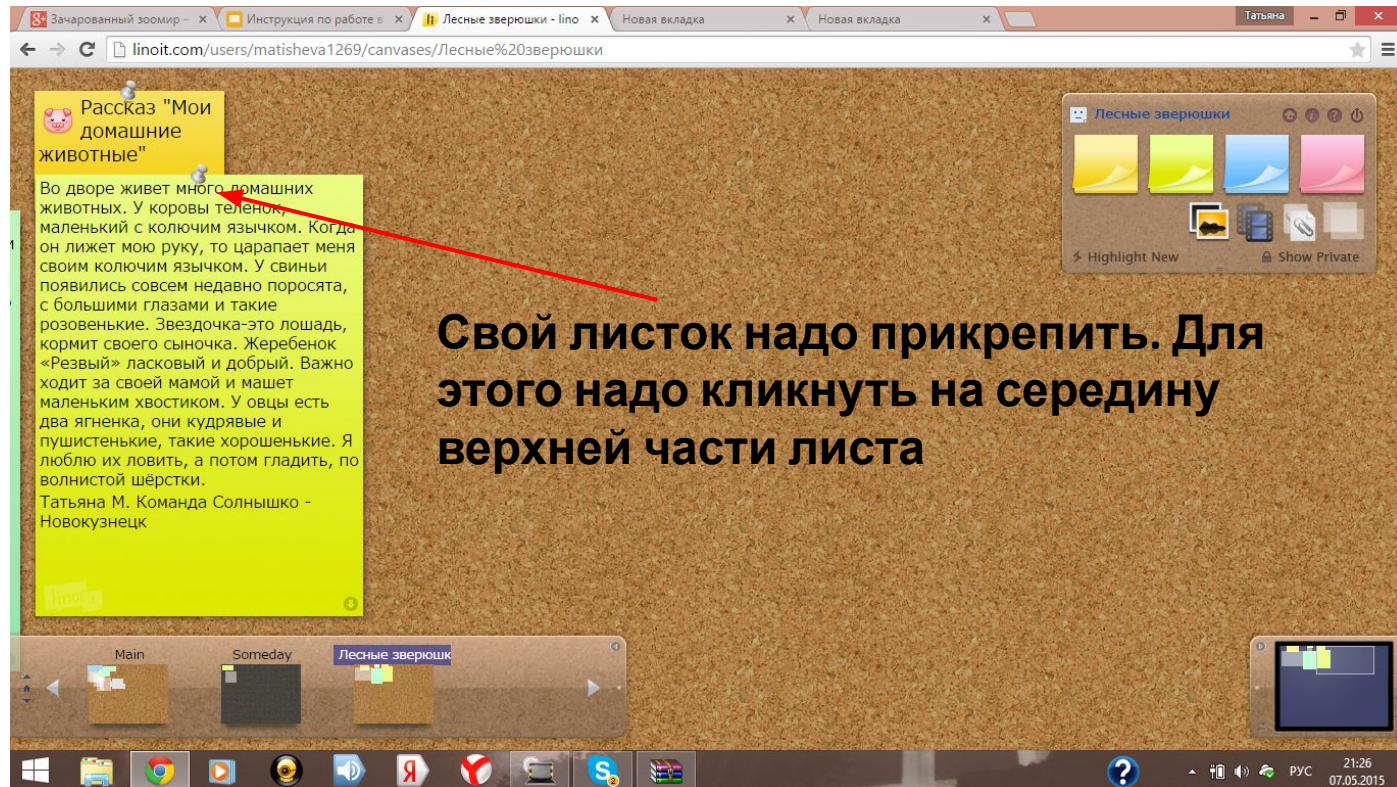 Зачарованный зоомир –
Инструкция по работе в
Лесные зверюшки - lino
Новая вкладка
Новая вкладка
Татьяна
linoit.com/users/matisheva1269/canvases/Лесные%20зверюшки
Рассказ "Мои
домашние
животные"
Во дворе живет много домашних
животных. У коровы теленок,
маленький с колючим язычком. Когда
он лижет мою руку, то царапает меня
своим колючим язычком. У свиньи
появились совсем недавно поросята,
с большими глазами и такие
розовенькие. Звездочка-это лошадь,
кормит своего сыночка. Жеребенок
«Резвый» ласковый и добрый. Важно
ходит за своей мамой и машет
маленьким хвостиком. У овцы есть
два ягненка, они кудрявые и
пушистенькие, такие хорошенькие. Я
люблю их ловить, а потом гладить, по
волнистой шёрстки.
Татьяна М. Команда Солнышко -
Новокузнецк
Лесные зверюшки
Highlight New
Show Private
Свой листок надо прикрепить. Для
этого надо кликнуть на середину
верхней части листа
Main
Someday
Лесные зверюшк
РУС
21:26
07.05.2015